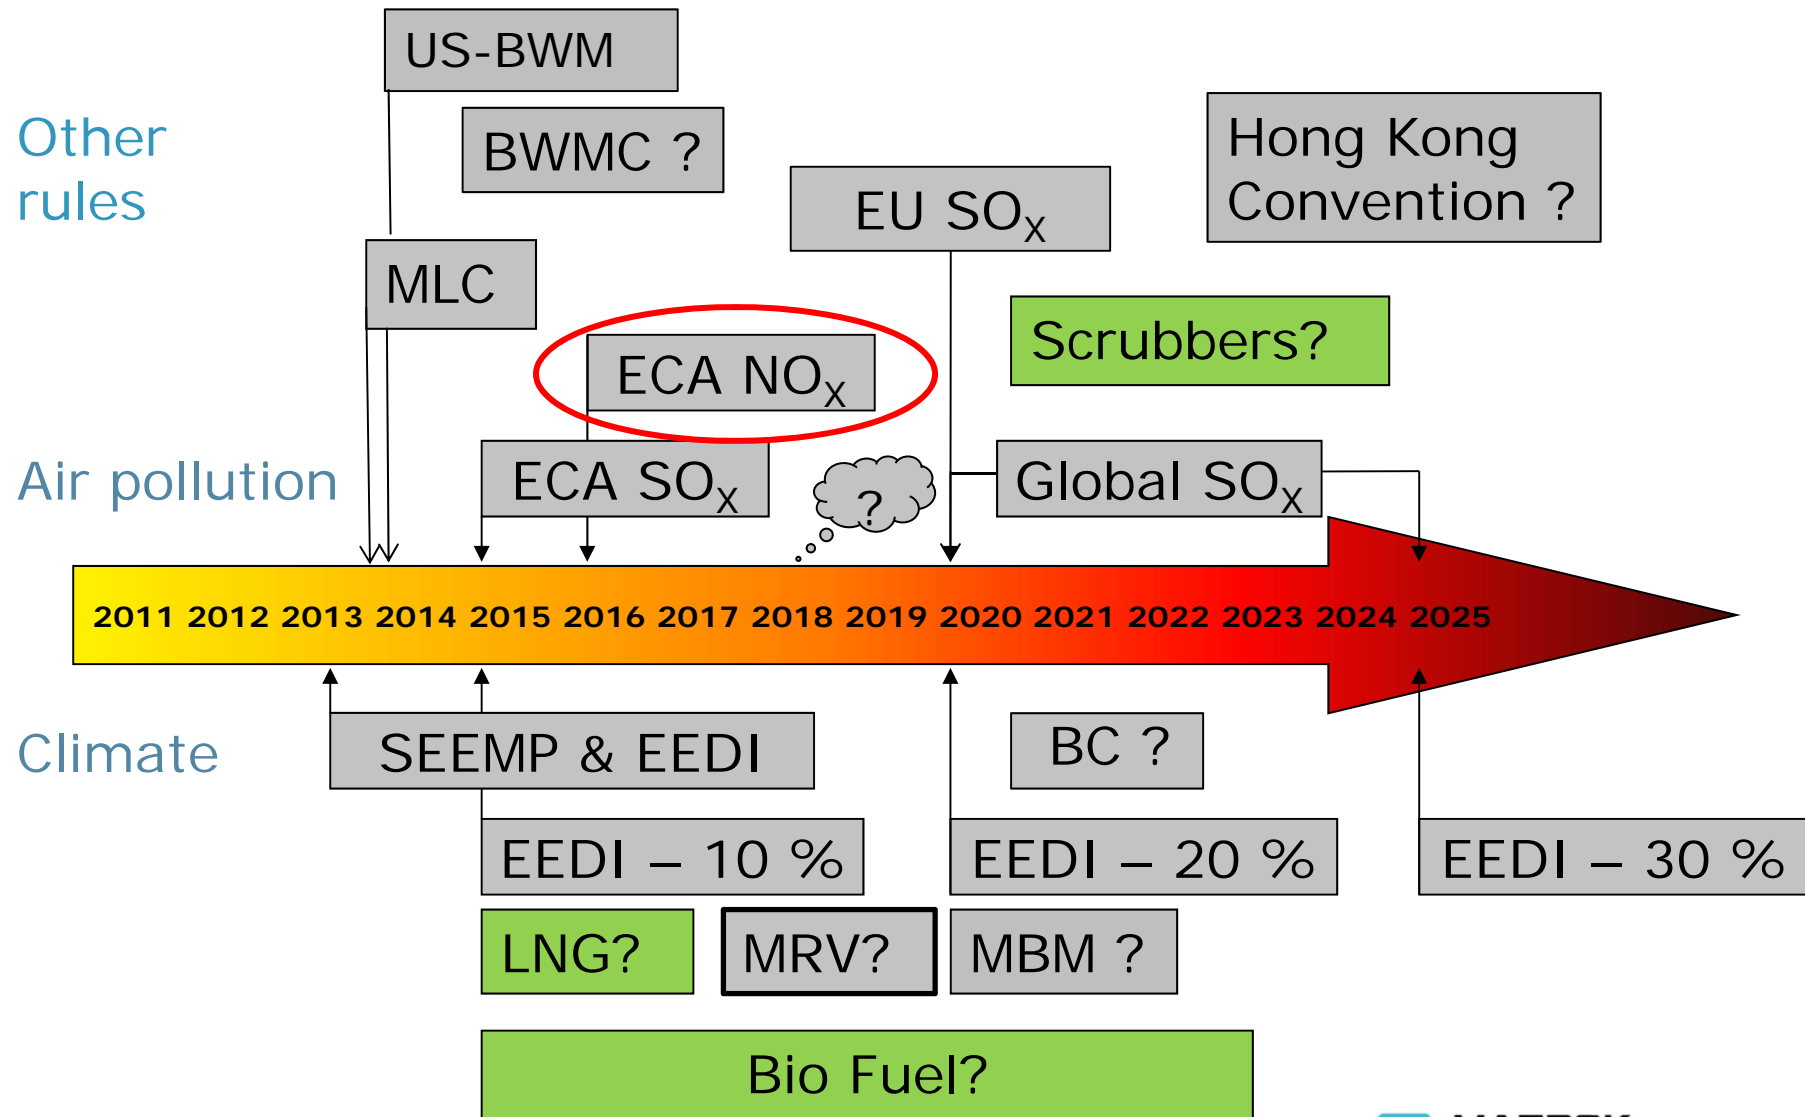 US-BWM
Other
rules
BWMC ?
Hong Kong
Convention ?
EU SOX
MLC
Scrubbers?
ECA NOX
Air pollution
ECA SOX
?
Global SOX
2011 2012 2013 2014 2015 2016 2017 2018 2019 2020 2021 2022 2023 2024 2025
Climate
SEEMP & EEDI
BC ?
EEDI – 10 %
EEDI – 20 %
EEDI – 30 %
LNG?
MRV?
MBM ?
Bio Fuel?